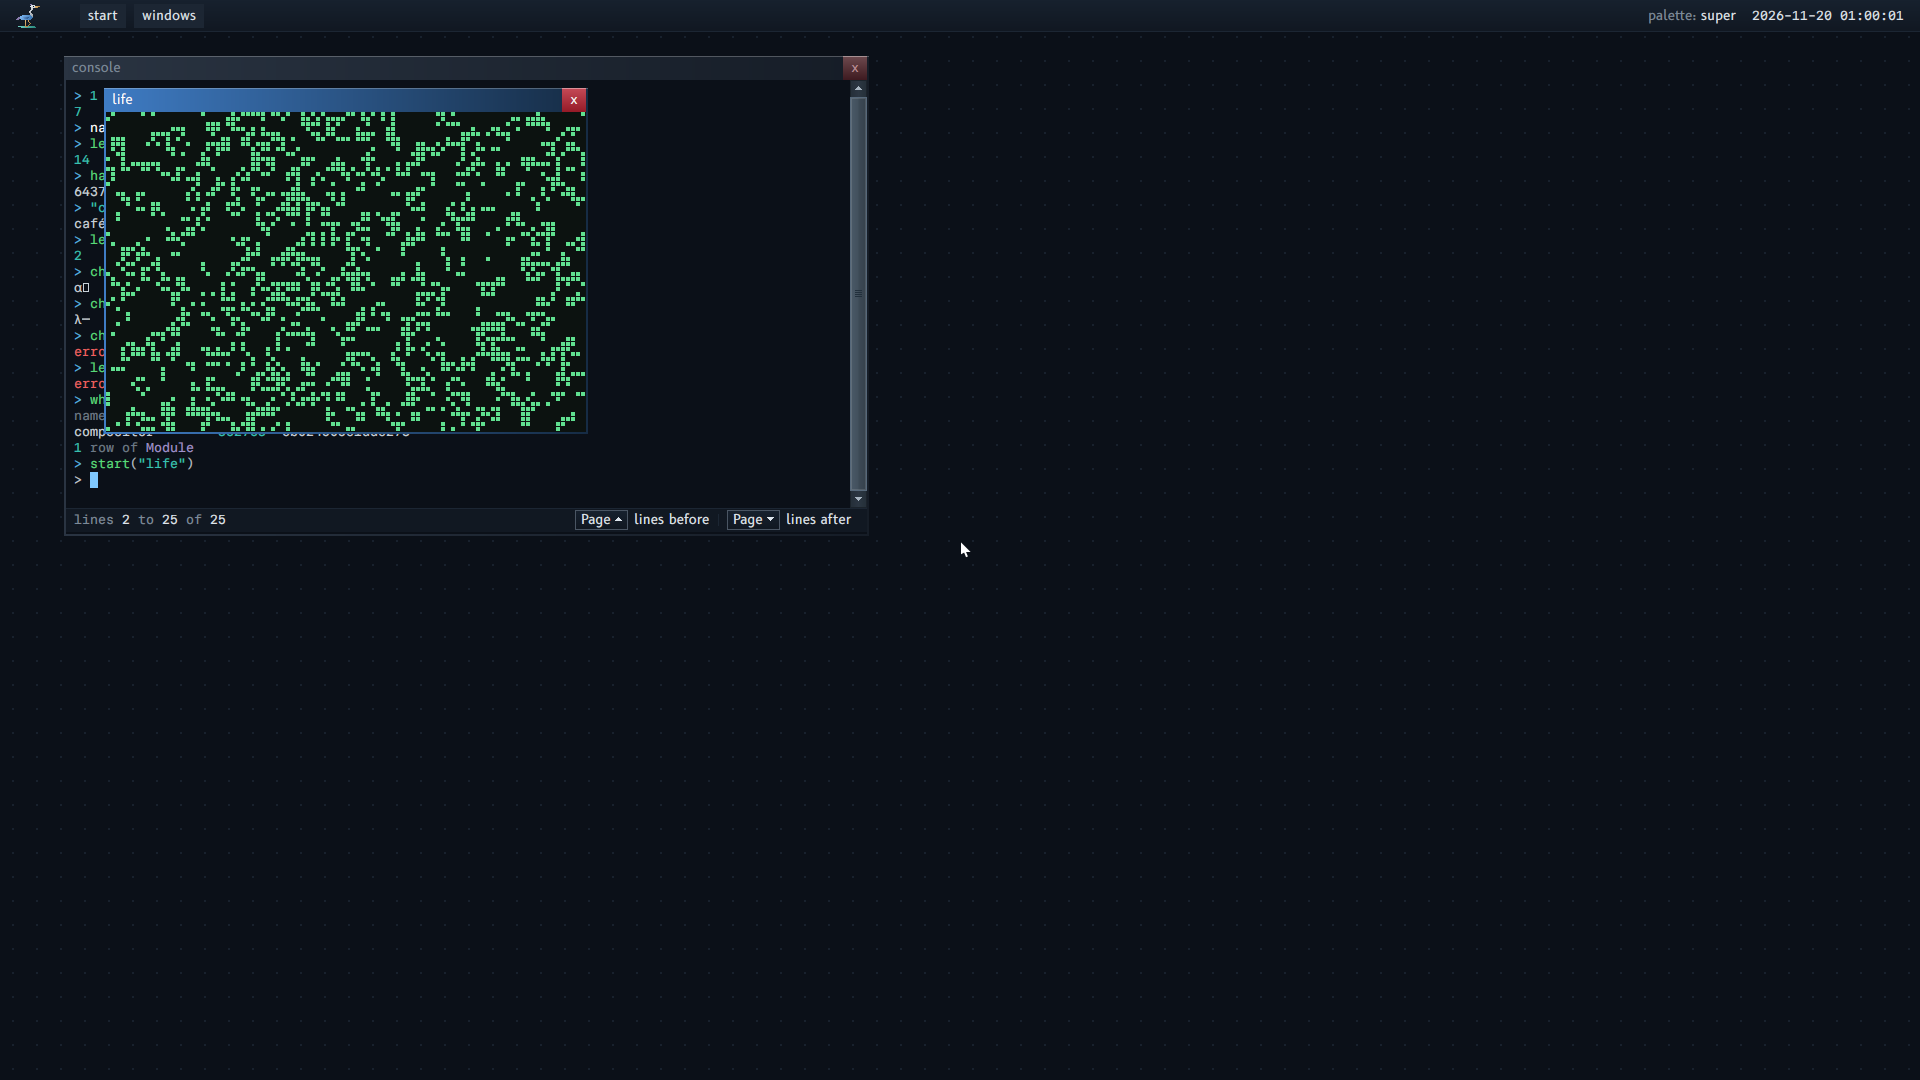 start windows palette: super 2026-11-20 01:00:01
console x
life x
> 1
7
> na
> le
14
> ha
6437
> "c
café
> le
2
> ch
α▯
> ch
λ—
> ch
erro
> le
erro
> wh
name
1 row of Module
> start("life")
>
lines 2 to 25 of 25 Page lines before Page lines after